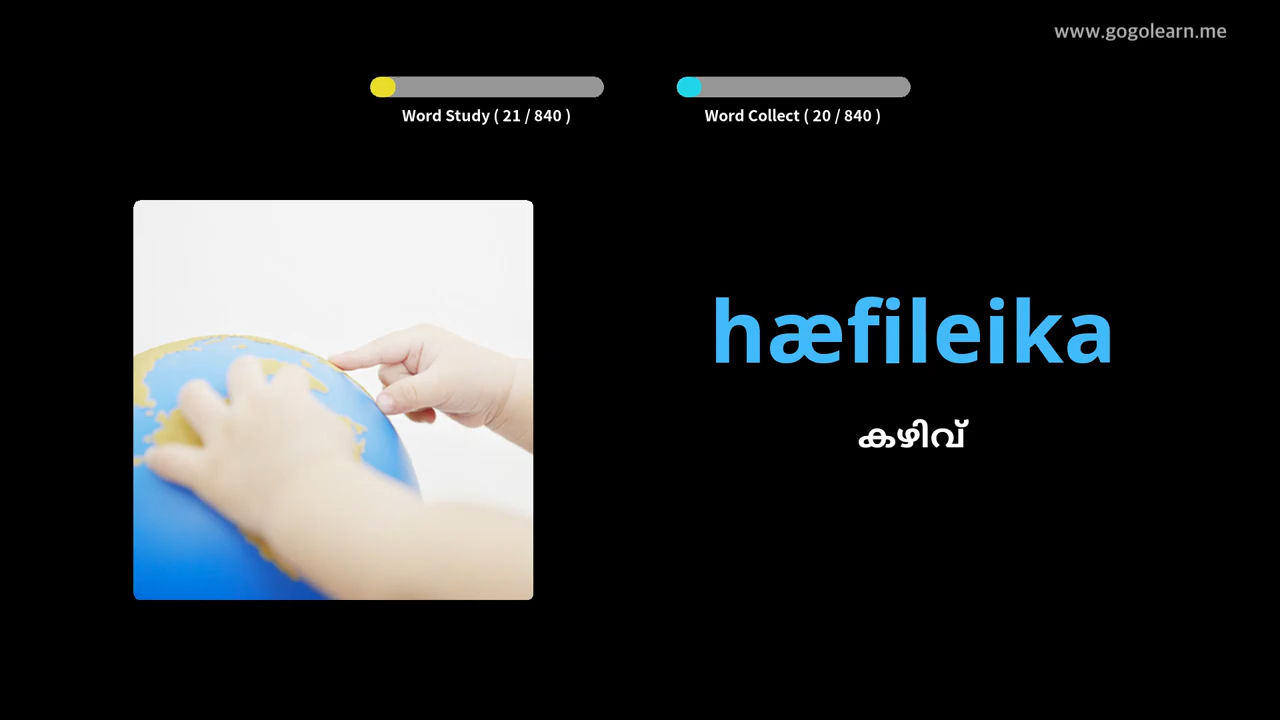 www.gogolearn.me
Word Study ( 21 / 840 )
Word Collect ( 20 / 840 )
hæfileika
കഴിവ്